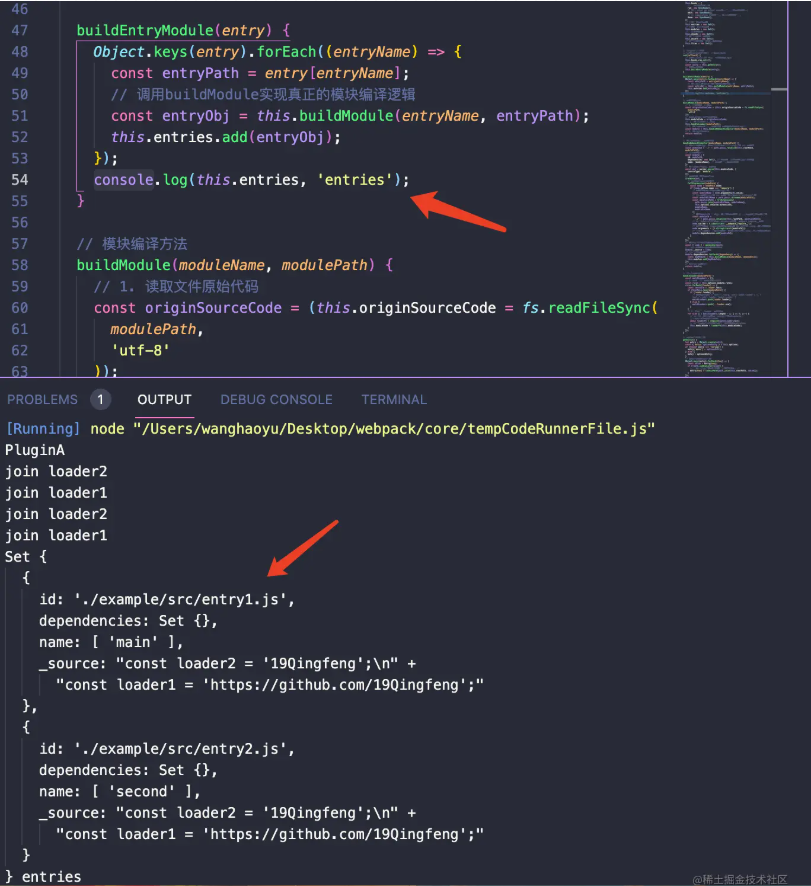 46
47 buildEntryModule(entry) {
48 Object.keys(entry).forEach((entryName) => {
49 const entryPath = entry[entryName];
50 // 调用buildModule实现真正的模块编译逻辑
51 const entryObj = this.buildModule(entryName, entryPath);
52 this.entries.add(entryObj);
53 });
54 console.log(this.entries, 'entries');
55 }
56
57 // 模块编译方法
58 buildModule(moduleName, modulePath) {
59 // 1. 读取文件原始代码
60 const originSourceCode = (this.originSourceCode = fs.readFileSync(
61 modulePath,
62 'utf-8'
63 ));
PROBLEMS 1 OUTPUT DEBUG CONSOLE TERMINAL
[Running] node "/Users/wanghaoyu/Desktop/webpack/core/tempCodeRunnerFile.js"
PluginA
join loader2
join loader1
join loader2
join loader1
Set {
{
id: './example/src/entry1.js',
dependencies: Set {},
name: [ 'main' ],
_source: "const loader2 = '19Qingfeng';\n" +
"const loader1 = 'https://github.com/19Qingfeng';"
},
{
id: './example/src/entry2.js',
dependencies: Set {},
name: [ 'second' ],
_source: "const loader2 = '19Qingfeng';\n" +
"const loader1 = 'https://github.com/19Qingfeng';"
}
} entries
@稀土掘金技术社区